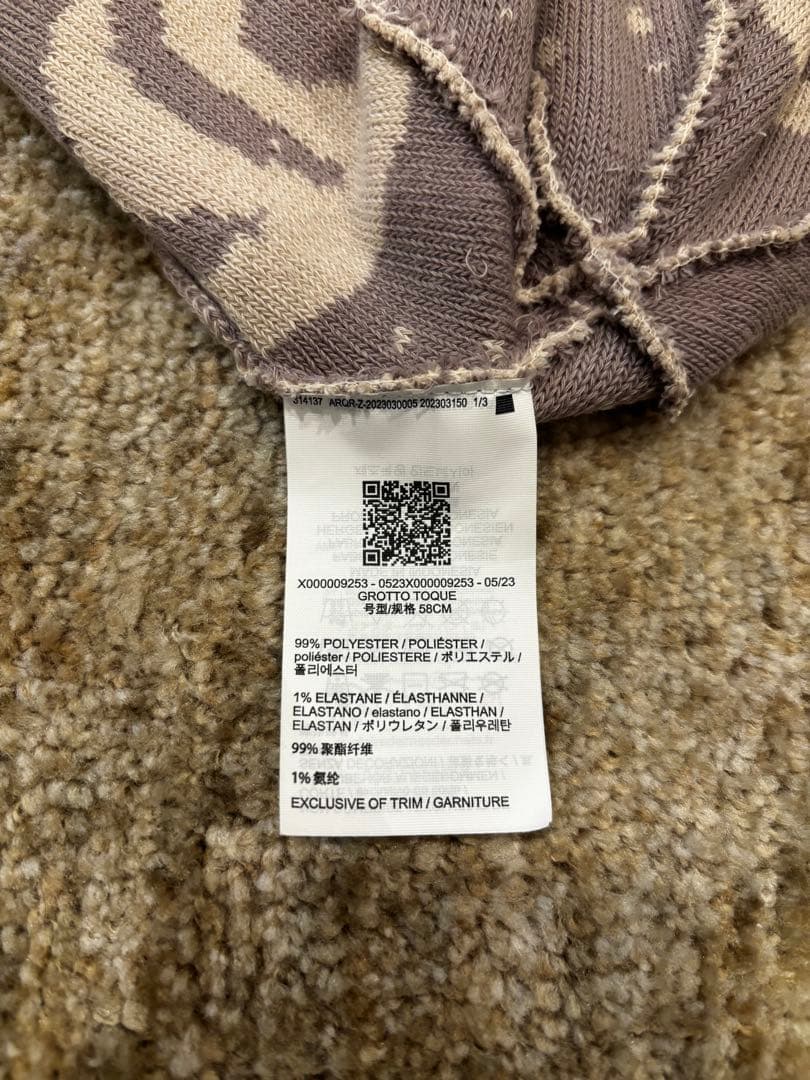 314137 ARQR-Z-2023030005 202303150 1/3
X000009253 - 0523X000009253 - 05/23
GROTTO TOQUE
号型/规格 58CM
99% POLYESTER / POLIÉSTER /
poliéster / POLIESTERE / ポリエステル /
폴리에스터
1% ELASTANE / ÉLASTHANNE /
ELASTANO / elastano / ELASTHAN /
ELASTAN / ポリウレタン / 폴리우레탄
99% 聚酯纤维
1% 氨纶
EXCLUSIVE OF TRIM / GARNITURE